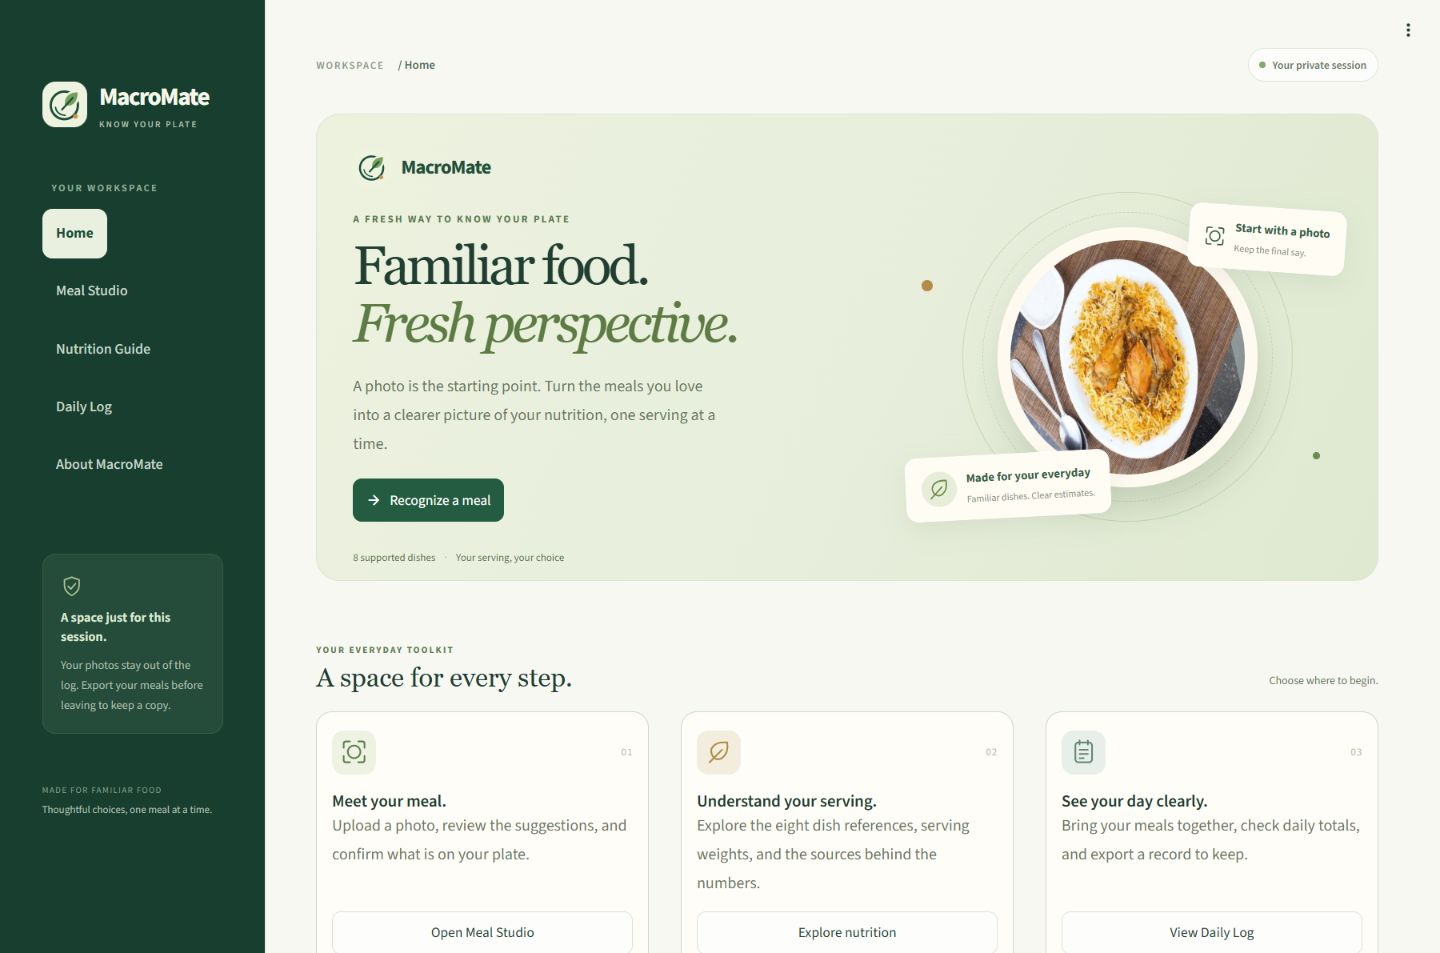 MacroMate
KNOW YOUR PLATE
YOUR WORKSPACE
Home
Meal Studio
Nutrition Guide
Daily Log
About MacroMate
A space just for this
session.
Your photos stay out of the
log. Export your meals before
leaving to keep a copy.
MADE FOR FAMILIAR FOOD
Thoughtful choices, one meal at a time.
WORKSPACE / Home
Your private session
MacroMate
A FRESH WAY TO KNOW YOUR PLATE
Familiar food.
Fresh perspective.
A photo is the starting point. Turn the meals you love
into a clearer picture of your nutrition, one serving at a
time.
Recognize a meal
8 supported dishes · Your serving, your choice
Start with a photo
Keep the final say.
Made for your everyday
Familiar dishes. Clear estimates.
YOUR EVERYDAY TOOLKIT
A space for every step.
Choose where to begin.
01
Meet your meal.
Upload a photo, review the suggestions, and
confirm what is on your plate.
Open Meal Studio
02
Understand your serving.
Explore the eight dish references, serving
weights, and the sources behind the
numbers.
Explore nutrition
03
See your day clearly.
Bring your meals together, check daily totals,
and export a record to keep.
View Daily Log